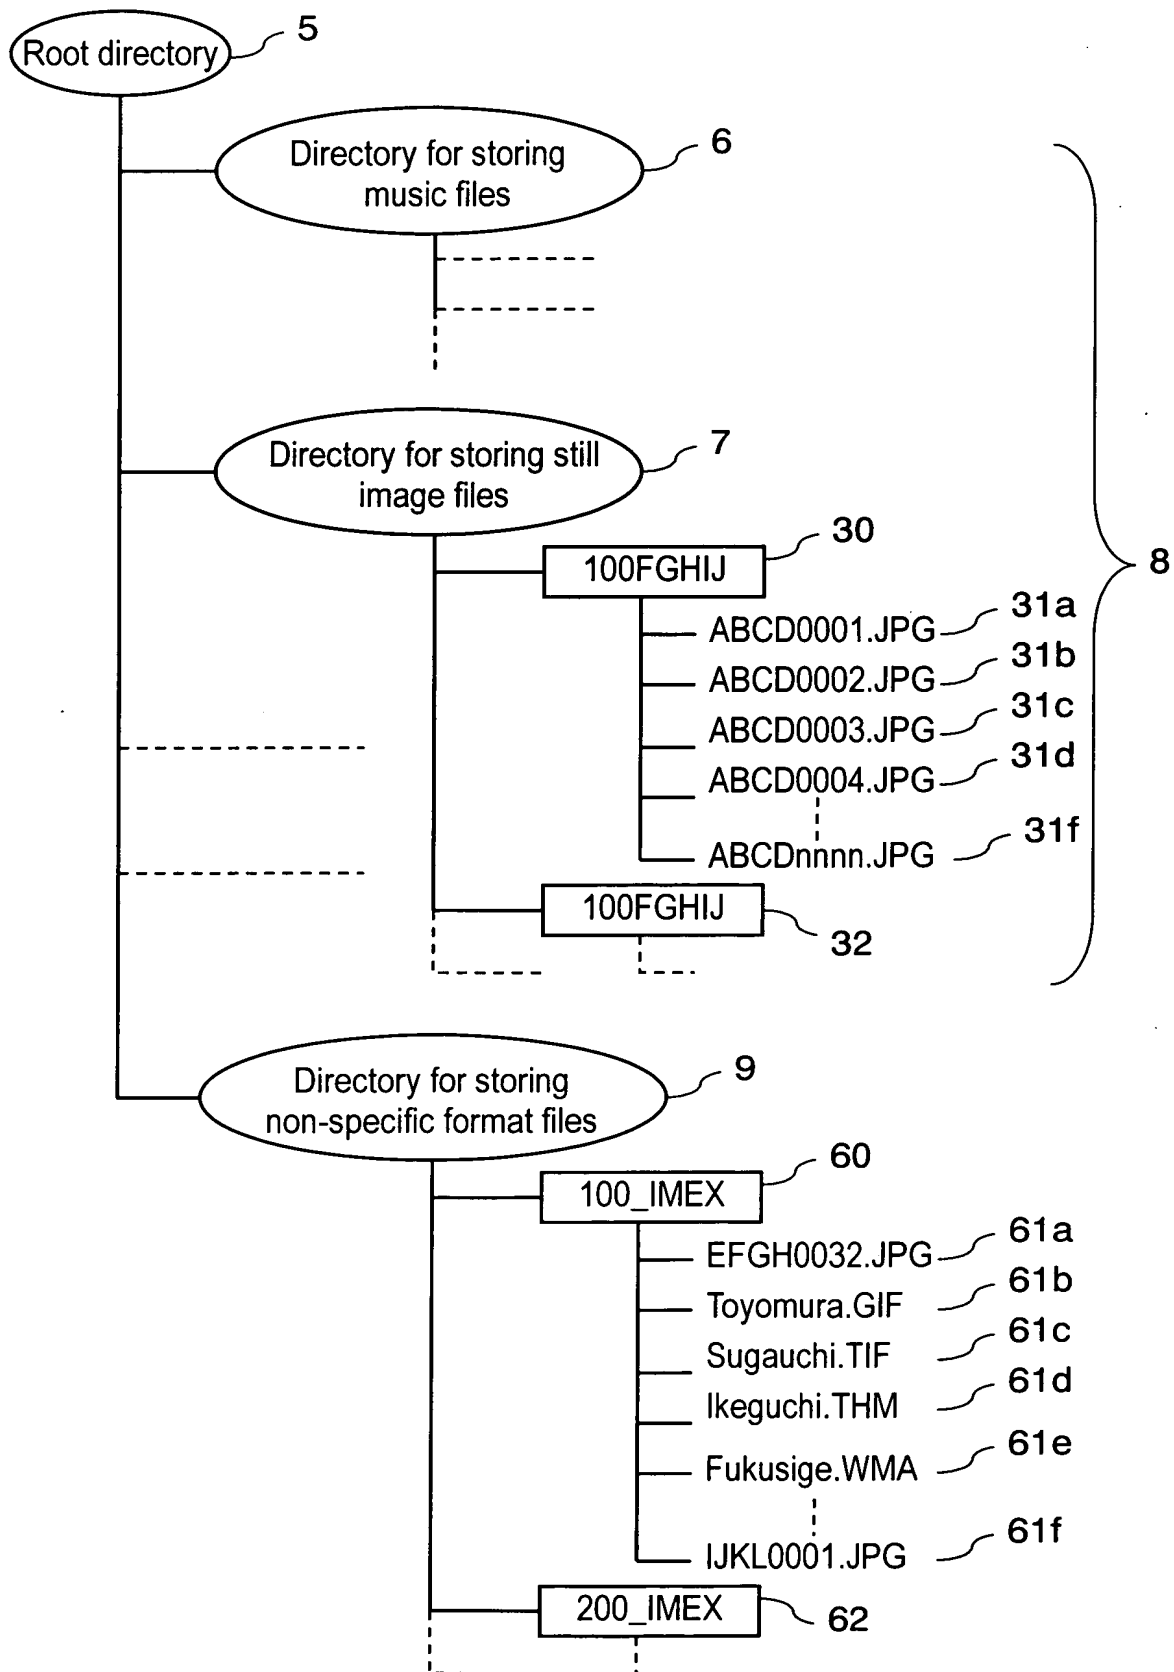 Root directory
5
Directory for storing
music files
6
Directory for storing still
image files
7
8
100FGHIJ
30
ABCD0001.JPG
31a
ABCD0002.JPG
31b
ABCD0003.JPG
31c
ABCD0004.JPG
31d
ABCDnnnn.JPG
31f
100FGHIJ
32
Directory for storing
non-specific format files
9
100_IMEX
60
EFGH0032.JPG
61a
Toyomura.GIF
61b
Sugauchi.TIF
61c
Ikeguchi.THM
61d
Fukusige.WMA
61e
IJKL0001.JPG
61f
200_IMEX
62